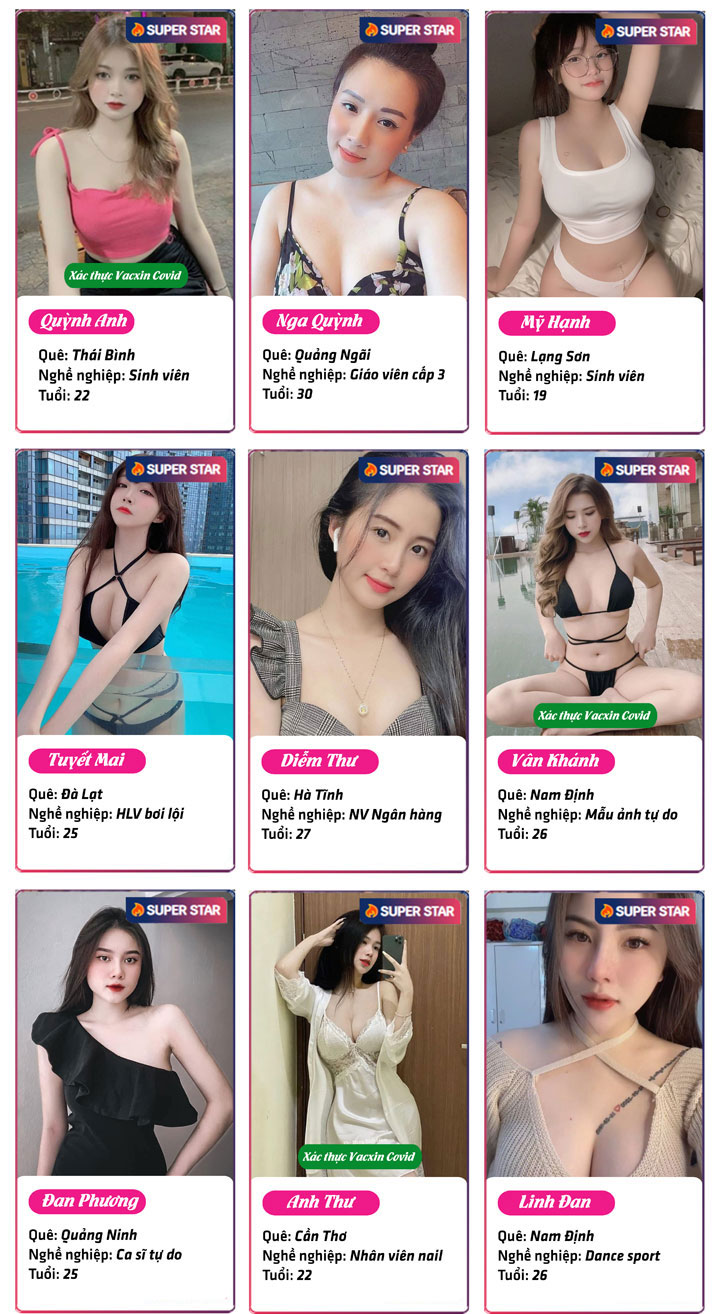 SUPER STAR
Xác thực Vacxin Covid
Quỳnh Anh
Quê: Thái Bình
Nghề nghiệp: Sinh viên
Tuổi: 22
SUPER STAR
Nga Quỳnh
Quê: Quảng Ngãi
Nghề nghiệp: Giáo viên cấp 3
Tuổi: 30
SUPER STAR
Mỹ Hạnh
Quê: Lạng Sơn
Nghề nghiệp: Sinh viên
Tuổi: 19
SUPER STAR
Tuyết Mai
Quê: Đà Lạt
Nghề nghiệp: HLV bơi lội
Tuổi: 25
SUPER STAR
Diễm Thư
Quê: Hà Tĩnh
Nghề nghiệp: NV Ngân hàng
Tuổi: 27
SUPER STAR
Xác thực Vacxin Covid
Vân Khánh
Quê: Nam Định
Nghề nghiệp: Mẫu ảnh tự do
Tuổi: 26
SUPER STAR
Đan Phương
Quê: Quảng Ninh
Nghề nghiệp: Ca sĩ tự do
Tuổi: 25
SUPER STAR
Xác thực Vacxin Covid
Anh Thư
Quê: Cần Thơ
Nghề nghiệp: Nhân viên nail
Tuổi: 22
SUPER STAR
Linh Đan
Quê: Nam Định
Nghề nghiệp: Dance sport
Tuổi: 26